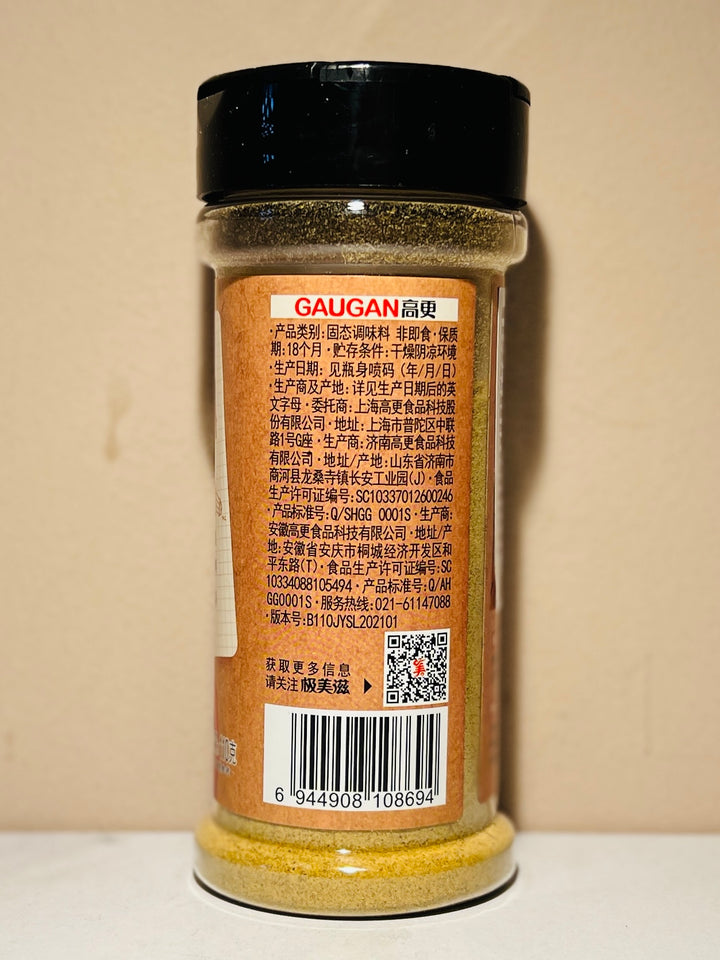 GAUGAN高更
·产品类别:固态调味料 非即食·保质
期:18个月·贮存条件:干燥阴凉环境
·生产日期: 见瓶身喷码 (年/月/日)
·生产商及产地: 详见生产日期后的英
文字母·委托商:上海高更食品科技股
份有限公司·地址:上海市普陀区中联
路1号G座·生产商:济南高更食品科技
有限公司·地址/产地:山东省济南市
商河县龙桑寺镇长安工业园(J)·食品
生产许可证编号:SC10337012600246
·产品标准号:Q/SHGG 0001S·生产商:
安徽高更食品科技有限公司·地址/产
地:安徽省安庆市桐城经济开发区和
平东路(T)·食品生产许可证编号:SC
10334088105494·产品标准号:Q/AH
GG0001S·服务热线:021-61147088
·版本号:B110JYSL202101
获取更多信息
请关注极美滋
6 944908 108694